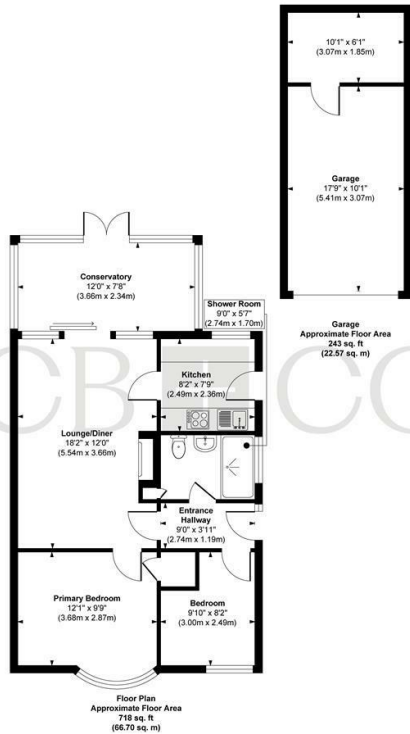 10'1" x 6'1"
(3.07m x 1.85m)
Garage
17'9" x 10'1"
(5.41m x 3.07m)
Garage
Approximate Floor Area
243 sq. ft
(22.57 sq. m)
Conservatory
12'0" x 7'8"
(3.66m x 2.34m)
Shower Room
9'0" x 5'7"
(2.74m x 1.70m)
Kitchen
8'2" x 7'9"
(2.49m x 2.36m)
Lounge/Diner
18'2" x 12'0"
(5.54m x 3.66m)
Entrance
Hallway
9'0" x 3'11"
(2.74m x 1.19m)
Primary Bedroom
12'1" x 9'9"
(3.68m x 2.87m)
Bedroom
9'10" x 8'2"
(3.00m x 2.49m)
Floor Plan
Approximate Floor Area
718 sq. ft
(66.70 sq. m)